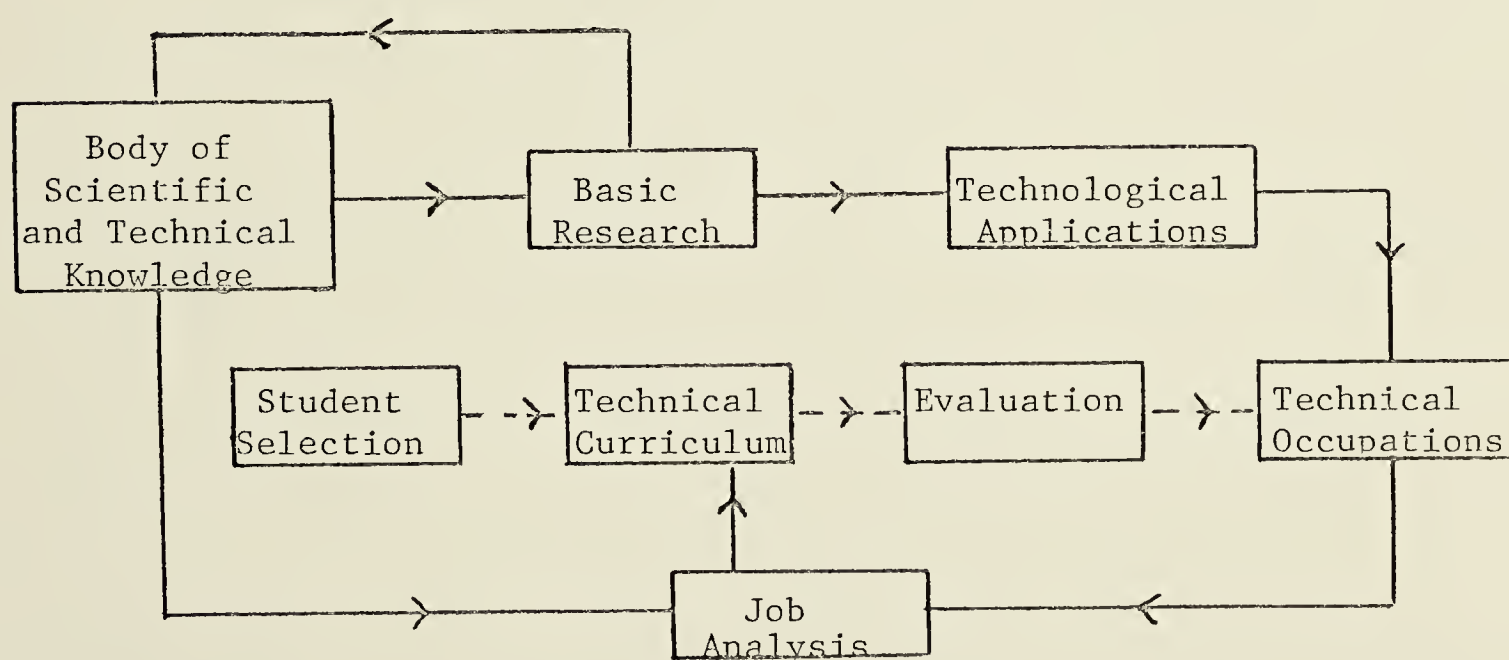 Body of
Scientific
and Technical
Knowledge
Basic
Research
Technological
Applications
Student
Selection
Technical
Curriculum
Evaluation
Technical
Occupations
Job
Analysis